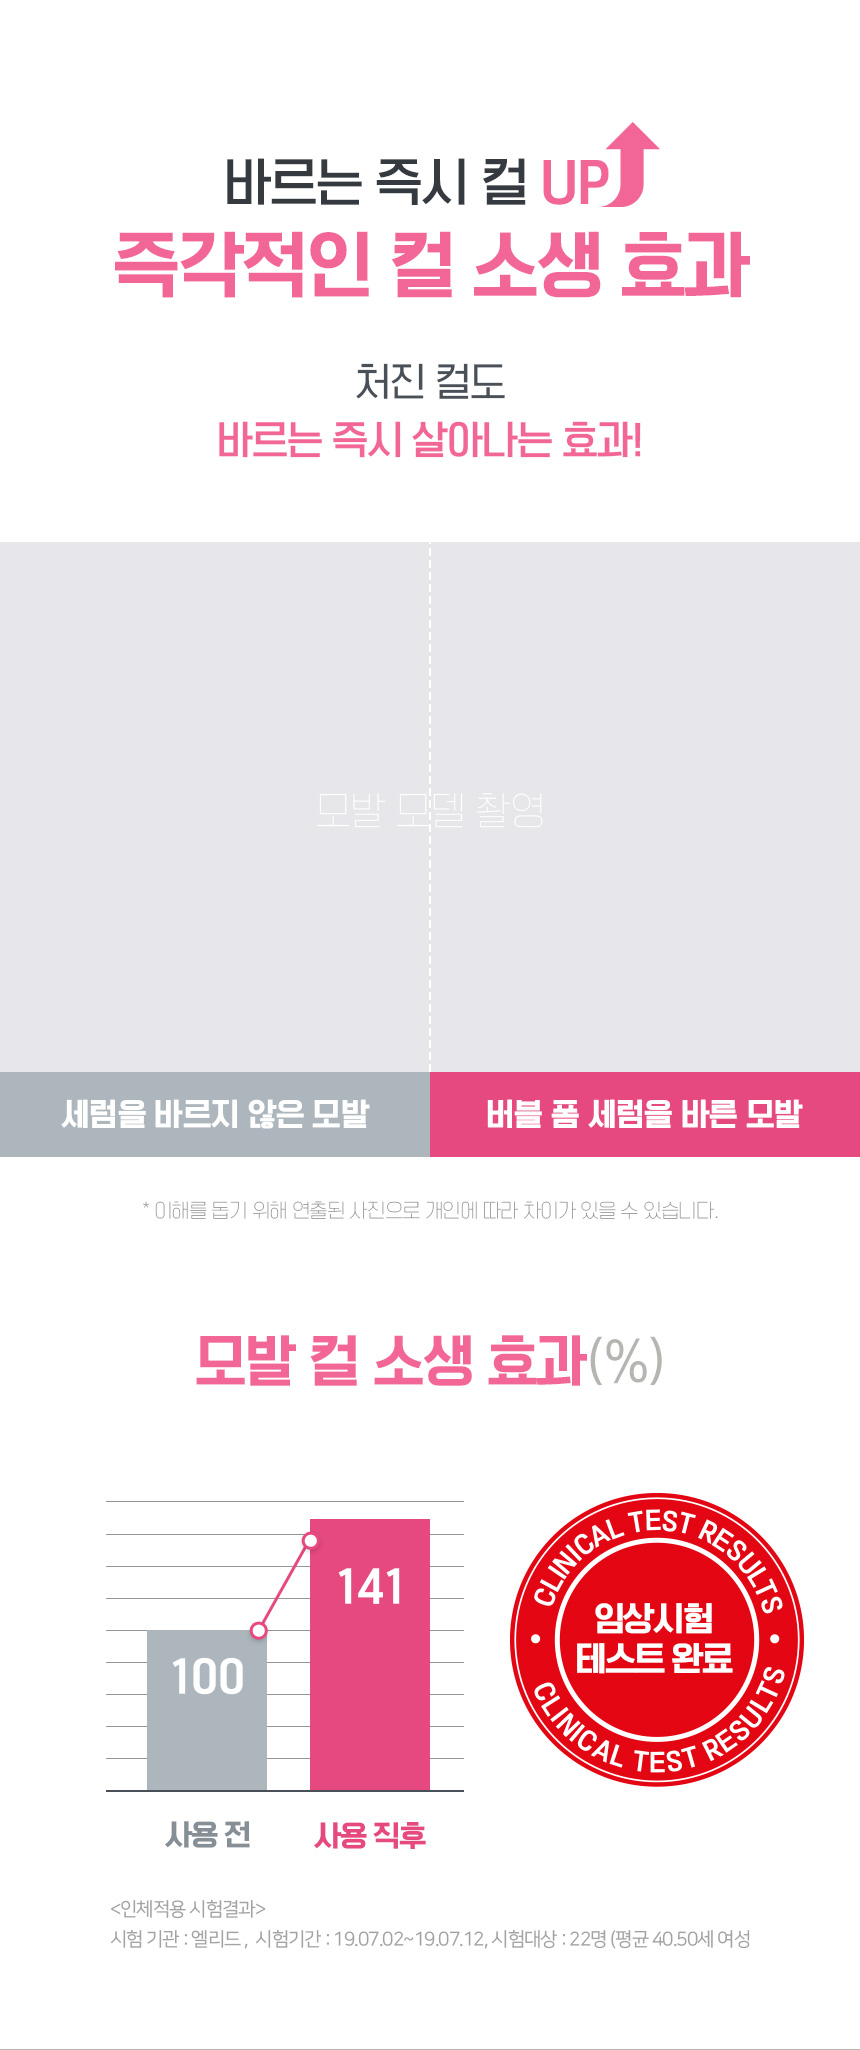 바르는 즉시 컬 UP
즉각적인 컬 소생 효과
처진 컬도
바르는 즉시 살아나는 효과!
모발 모델 촬영
세럼을 바르지 않은 모발
버블 폼 세럼을 바른 모발
* 이해를 돕기 위해 연출된 사진으로 개인에 따라 차이가 있을 수 있습니다.
모발 컬 소생 효과(%)
100
141
사용 전
사용 직후
CLINICAL TEST RESULTS
임상시험
테스트 완료
CLINICAL TEST RESULTS
<인체적용 시험결과>
시험 기관 : 엘리드 , 시험기간 : 19.07.02~19.07.12, 시험대상 : 22명 (평균 40.50세 여성